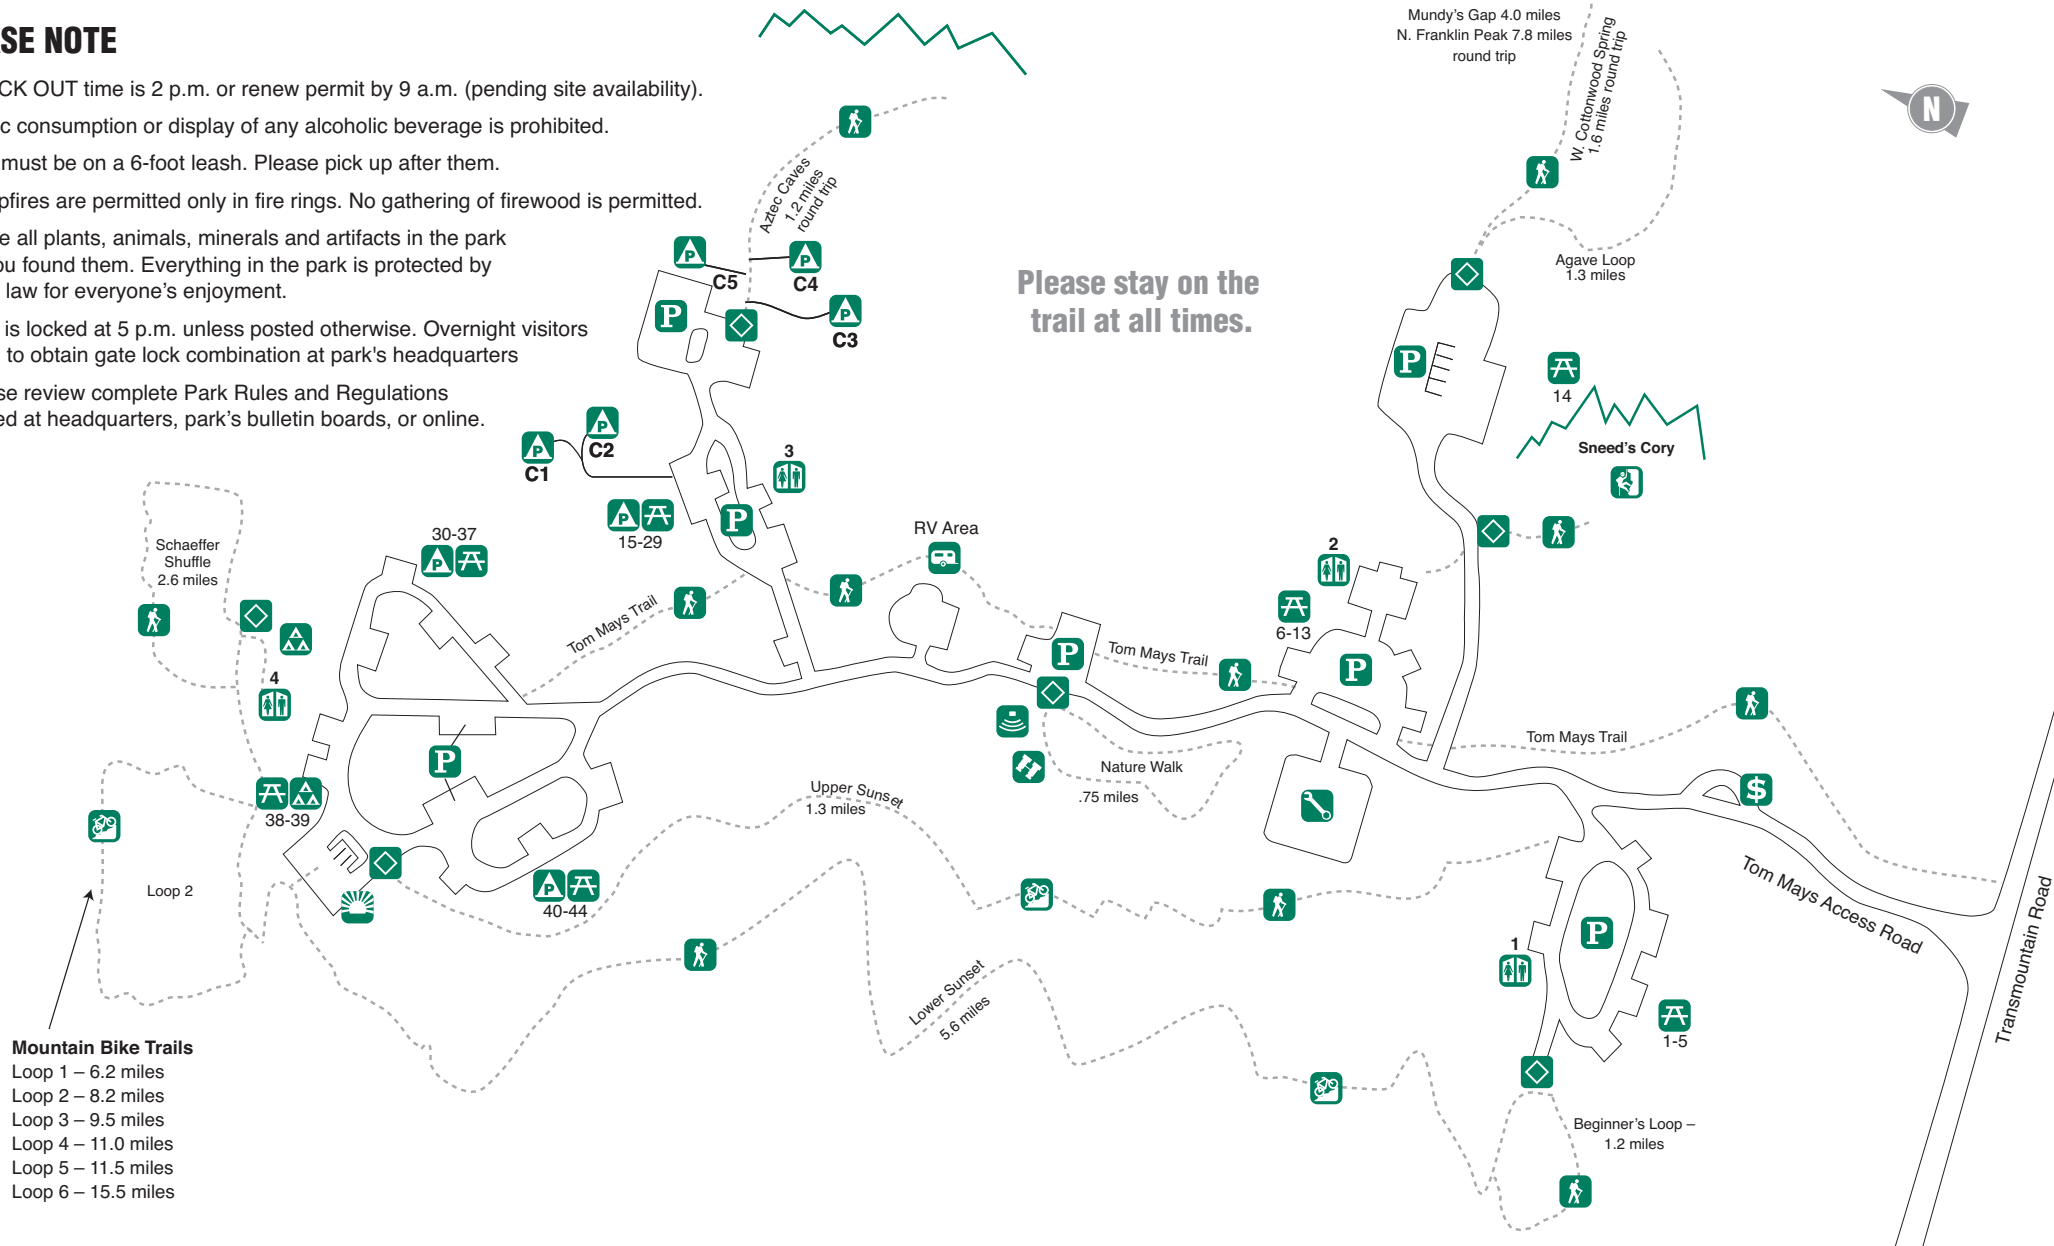 SE NOTE
CK OUT time is 2 p.m. or renew permit by 9 a.m. (pending site availability).
c consumption or display of any alcoholic beverage is prohibited.
must be on a 6-foot leash. Please pick up after them.
pfires are permitted only in fire rings. No gathering of firewood is permitted.
e all plants, animals, minerals and artifacts in the park
ou found them. Everything in the park is protected by
law for everyone's enjoyment.
is locked at 5 p.m. unless posted otherwise. Overnight visitors
to obtain gate lock combination at park's headquarters
se review complete Park Rules and Regulations
ed at headquarters, park's bulletin boards, or online.
Mundy's Gap 4.0 miles
N. Franklin Peak 7.8 miles
round trip
W. Cottonwood Spring
1.6 miles round trip
N
Aztec Caves
1.2 miles
round trip
Agave Loop
1.3 miles
Please stay on the
trail at all times.
P
C5
P
C4
P
C3
P
P
14
Sneed's Cory
P
C1
P
C2
3
P
15-29
P
RV Area
2
6-13
30-37
P
Schaeffer
Shuffle
2.6 miles
Tom Mays Trail
P
Tom Mays Trail
P
Tom Mays Trail
4
P
Nature Walk
.75 miles
Upper Sunset
1.3 miles
$
38-39
Loop 2
P
40-44
Tom Mays Access Road
Transmountain Road
P
1
1-5
Lower Sunset
5.6 miles
Beginner's Loop –
1.2 miles
Mountain Bike Trails
Loop 1 – 6.2 miles
Loop 2 – 8.2 miles
Loop 3 – 9.5 miles
Loop 4 – 11.0 miles
Loop 5 – 11.5 miles
Loop 6 – 15.5 miles